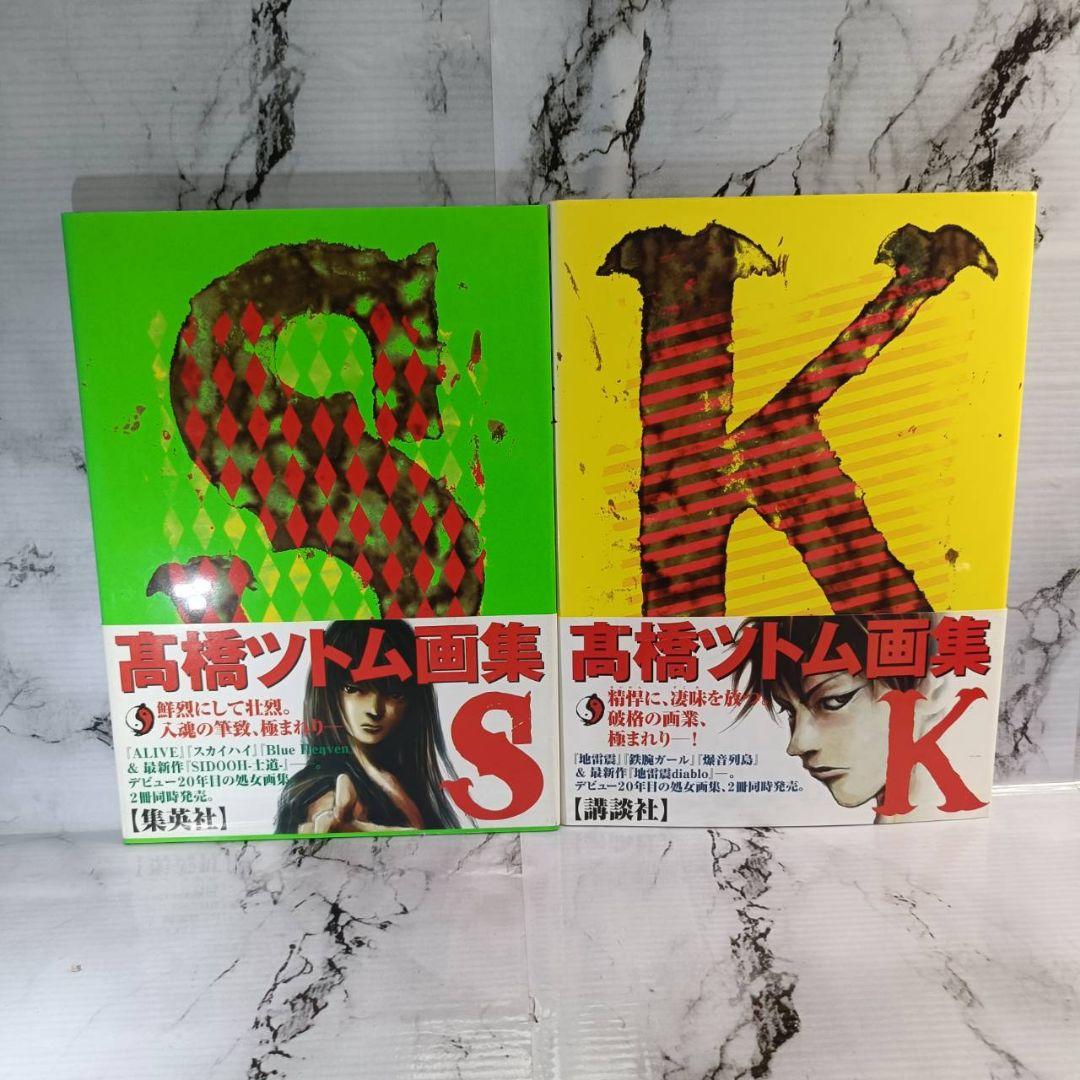 S
髙橋ツトム画集
S
鮮烈にして壮烈。
入魂の筆致、極まれり―
『ALIVE』『スカイハイ』『Blue Heaven
& 最新作『SIDOOH-士道-』―。
デビュー20年目の処女画集、
2冊同時発売。
【集英社】
K
髙橋ツトム画集
K
精悍に、凄味を放つ。
破格の画業、
極まれり―!
『地雷震』『鉄腕ガール』『爆音列島』
& 最新作『地雷震diablo』―。
デビュー20年目の処女画集、2冊同時発売。
【講談社】